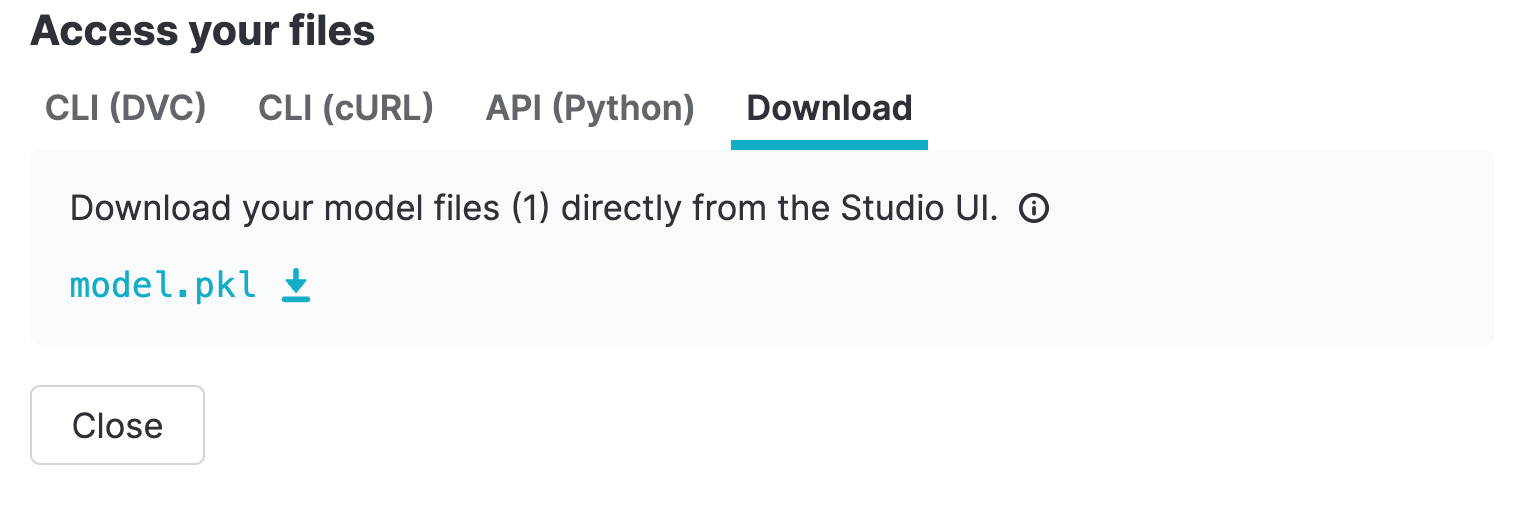 Access your files
CLI (DVC) CLI (cURL) API (Python) Download
Download your model files (1) directly from the Studio UI.
model.pkl
Close